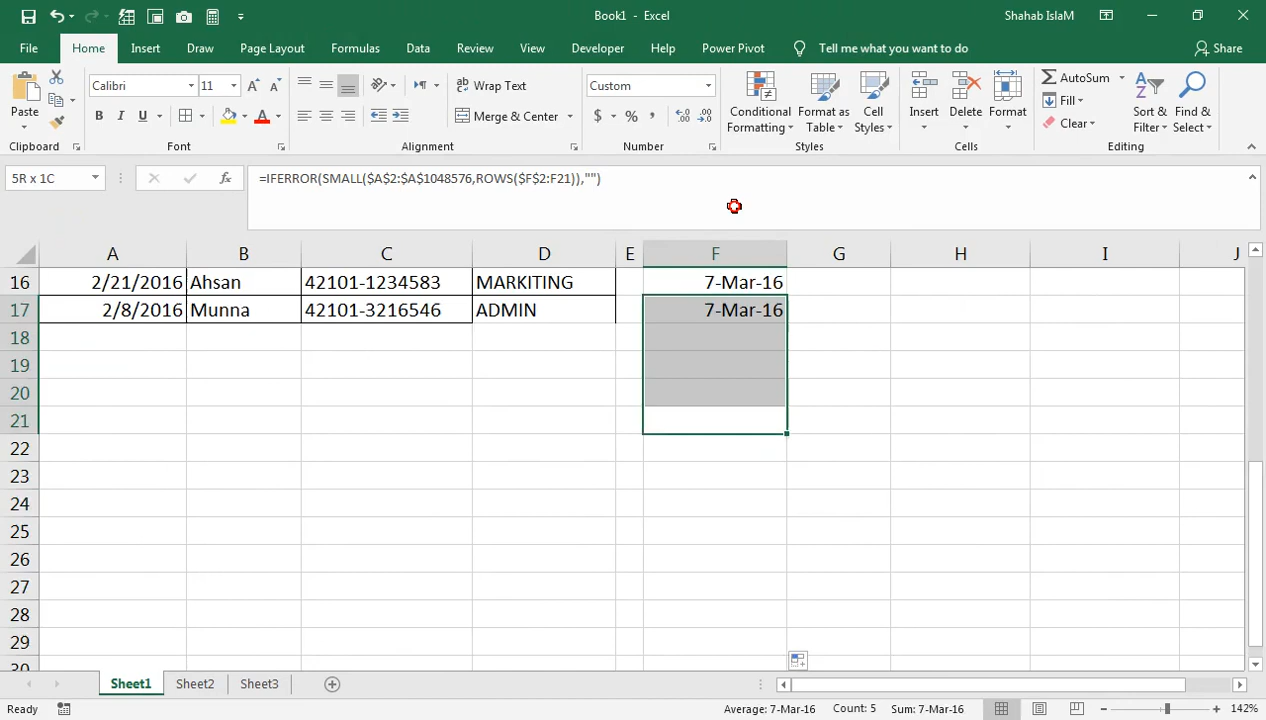 Book1 - Excel
Shahab IslaM
File Home Insert Draw Page Layout Formulas Data Review View Developer Help Power Pivot Tell me what you want to do Share
Paste
Clipboard
Calibri 11
B I U
Font
Wrap Text
Merge & Center
Alignment
Custom
$ % ,
Number
Conditional Formatting
Format as Table
Cell Styles
Styles
Insert
Delete
Format
Cells
AutoSum
Fill
Clear
Sort & Filter
Find & Select
Editing
5R x 1C
fx
=IFERROR(SMALL($A$2:$A$1048576,ROWS($F$2:F21)),"")
A B C D E F G H I J
16 2/21/2016 Ahsan 42101-1234583 MARKITING 7-Mar-16
17 2/8/2016 Munna 42101-3216546 ADMIN 7-Mar-16
18
19
20
21
22
23
24
25
26
27
28
29
30
Sheet1 Sheet2 Sheet3
Ready Average: 7-Mar-16 Count: 5 Sum: 7-Mar-16 142%